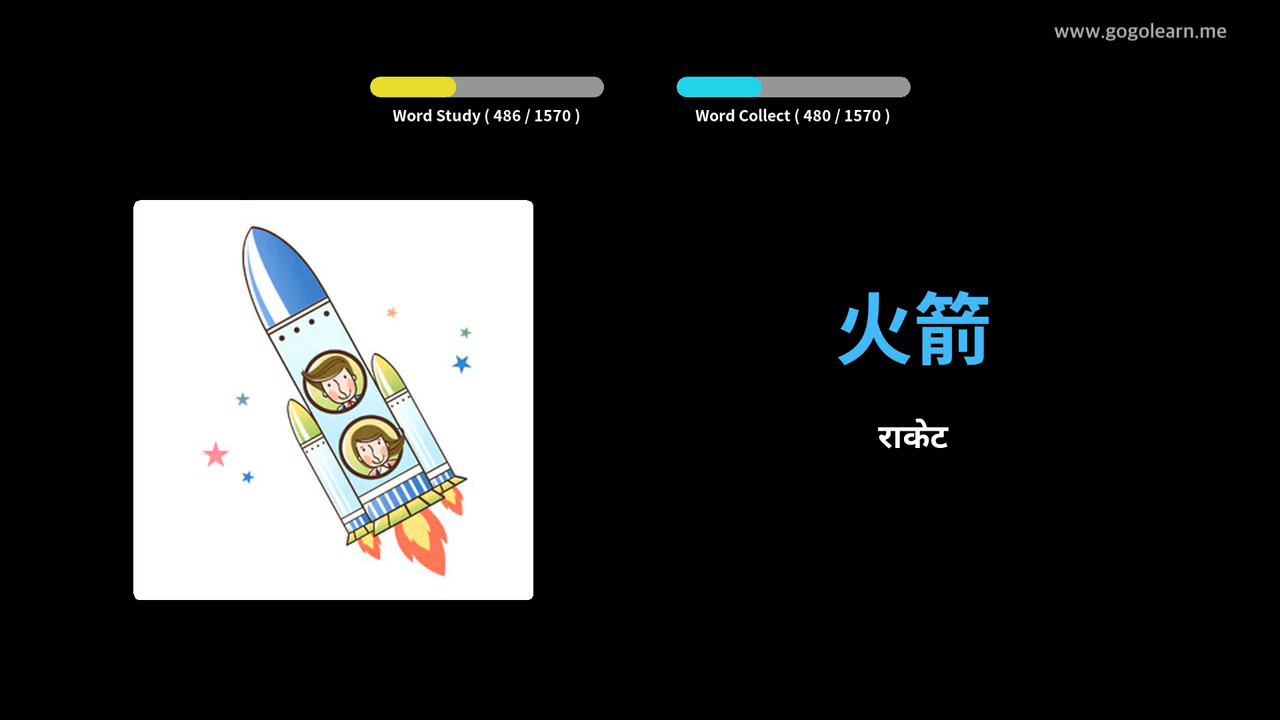 www.gogolearn.me
Word Study ( 486 / 1570 )
Word Collect ( 480 / 1570 )
火箭
राकेट